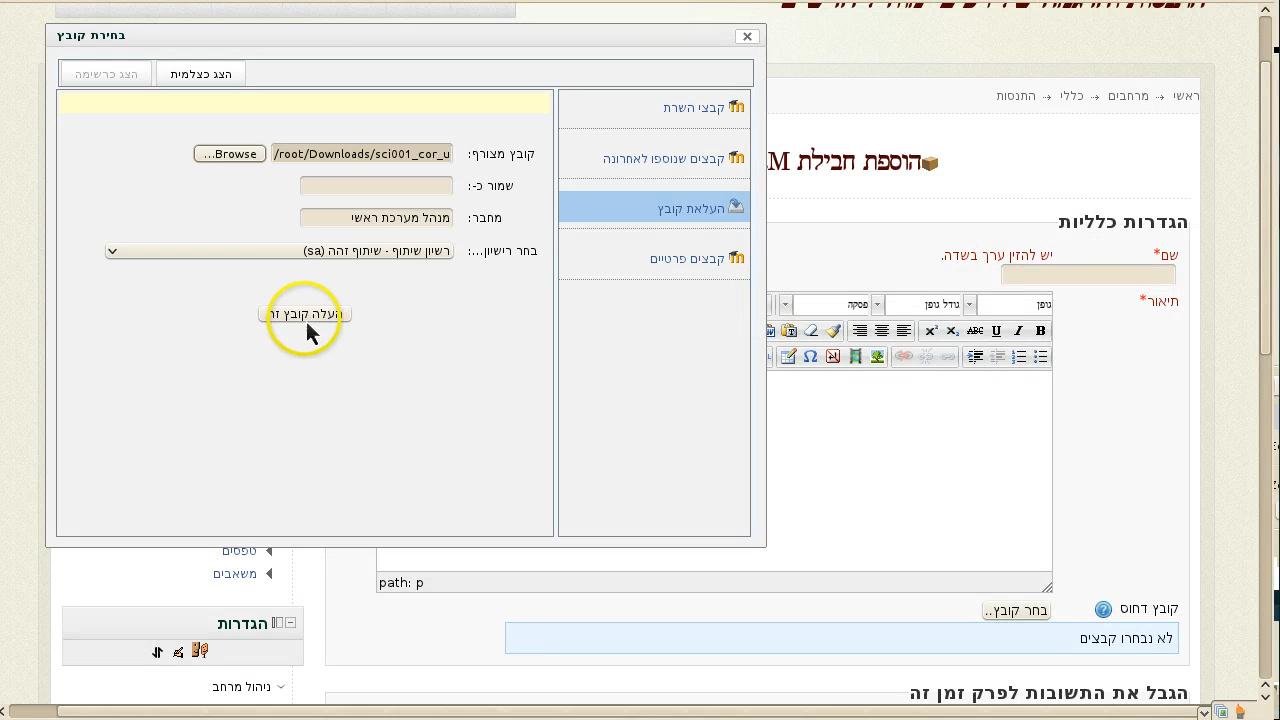 בחירת קובץ
הצג כצלמית
הצג כרשימה
קבצי השרת
קבצים שנוספו לאחרונה
העלאת קובץ
קבצים פרטיים
קובץ מצורף:
/root/Downloads/sci001_cor_u
Browse...
שמור כ-:
מחבר:
מנהל מערכת ראשי
בחר רישיון...:
רשיון שיתוף - שיתוף זהה (sa)
העלה קובץ זה
ראשי
מרחבים
כללי
התנסות
הוספת חבילת
הגדרות כלליות
שם*
יש להזין ערך בשדה.
תיאור*
גופן
גודל גופן
פסקה
path: p
קובץ דחוס
בחר קובץ..
לא נבחרו קבצים
הגבל את התשובות לפרק זמן זה
טפסים
משאבים
הגדרות
ניהול מרחב